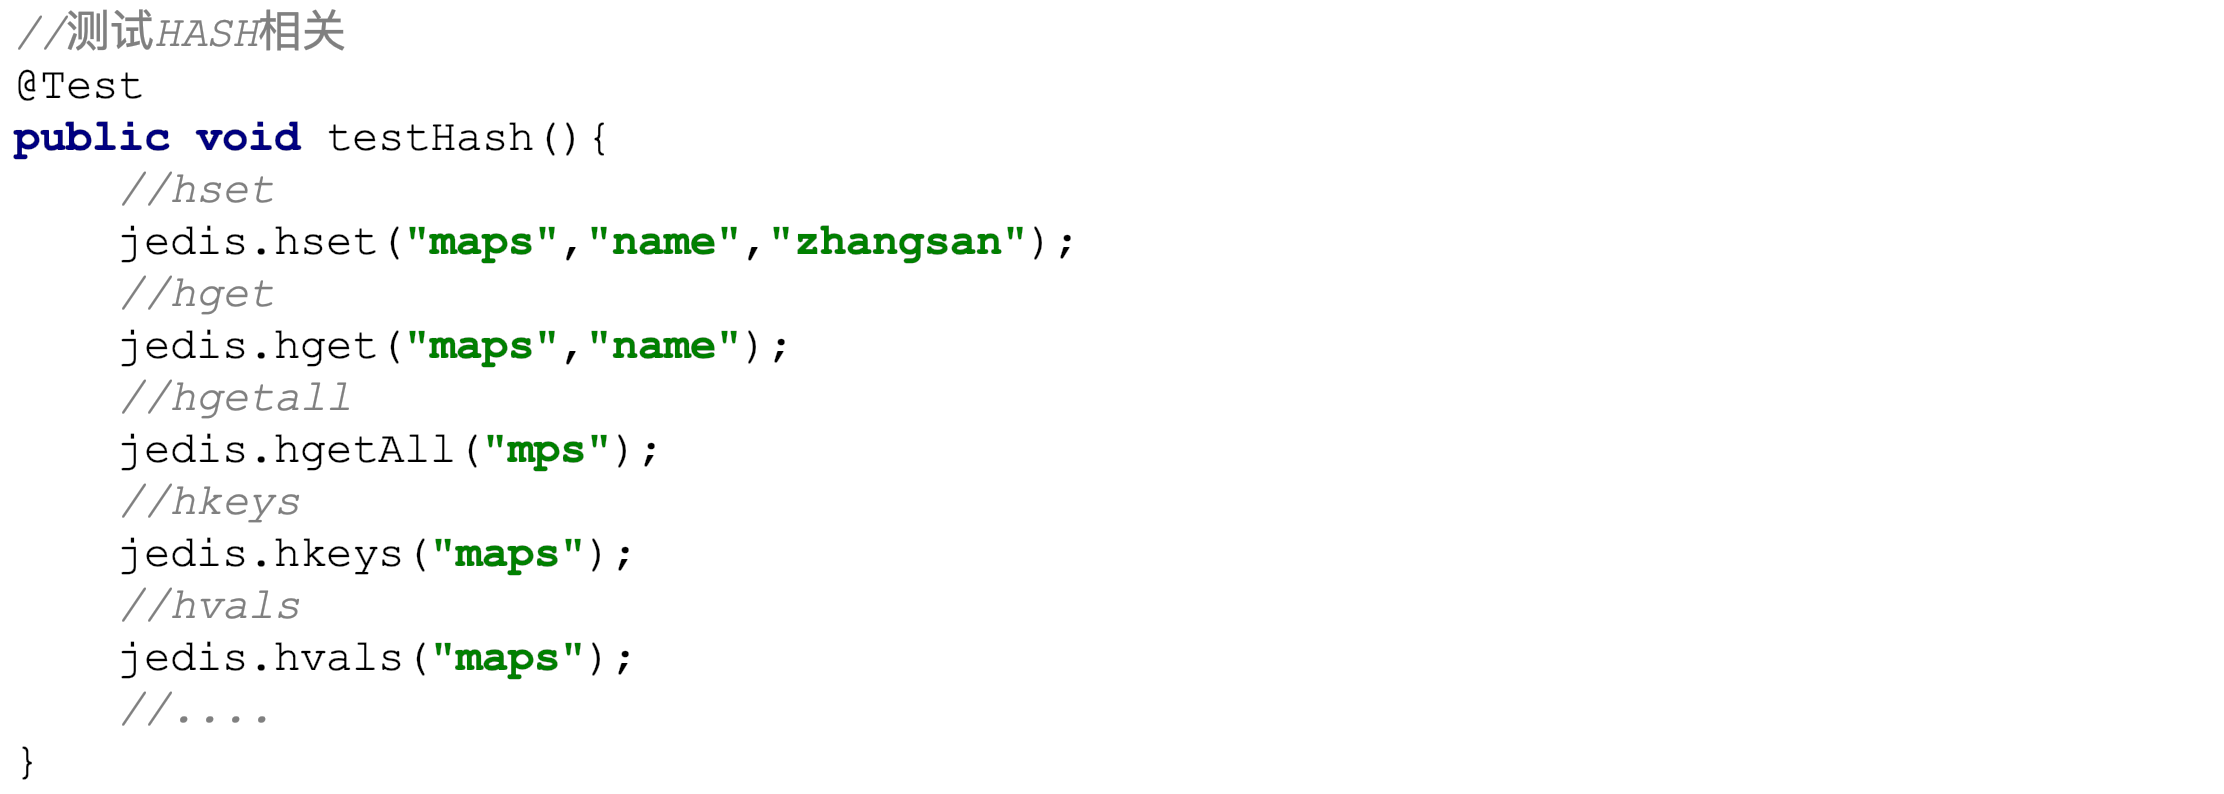 //测试HASH相关
@Test
public void testHash(){
    //hset
    jedis.hset("maps","name","zhangsan");
    //hget
    jedis.hget("maps","name");
    //hgetall
    jedis.hgetAll("mps");
    //hkeys
    jedis.hkeys("maps");
    //hvals
    jedis.hvals("maps");
    //....
}